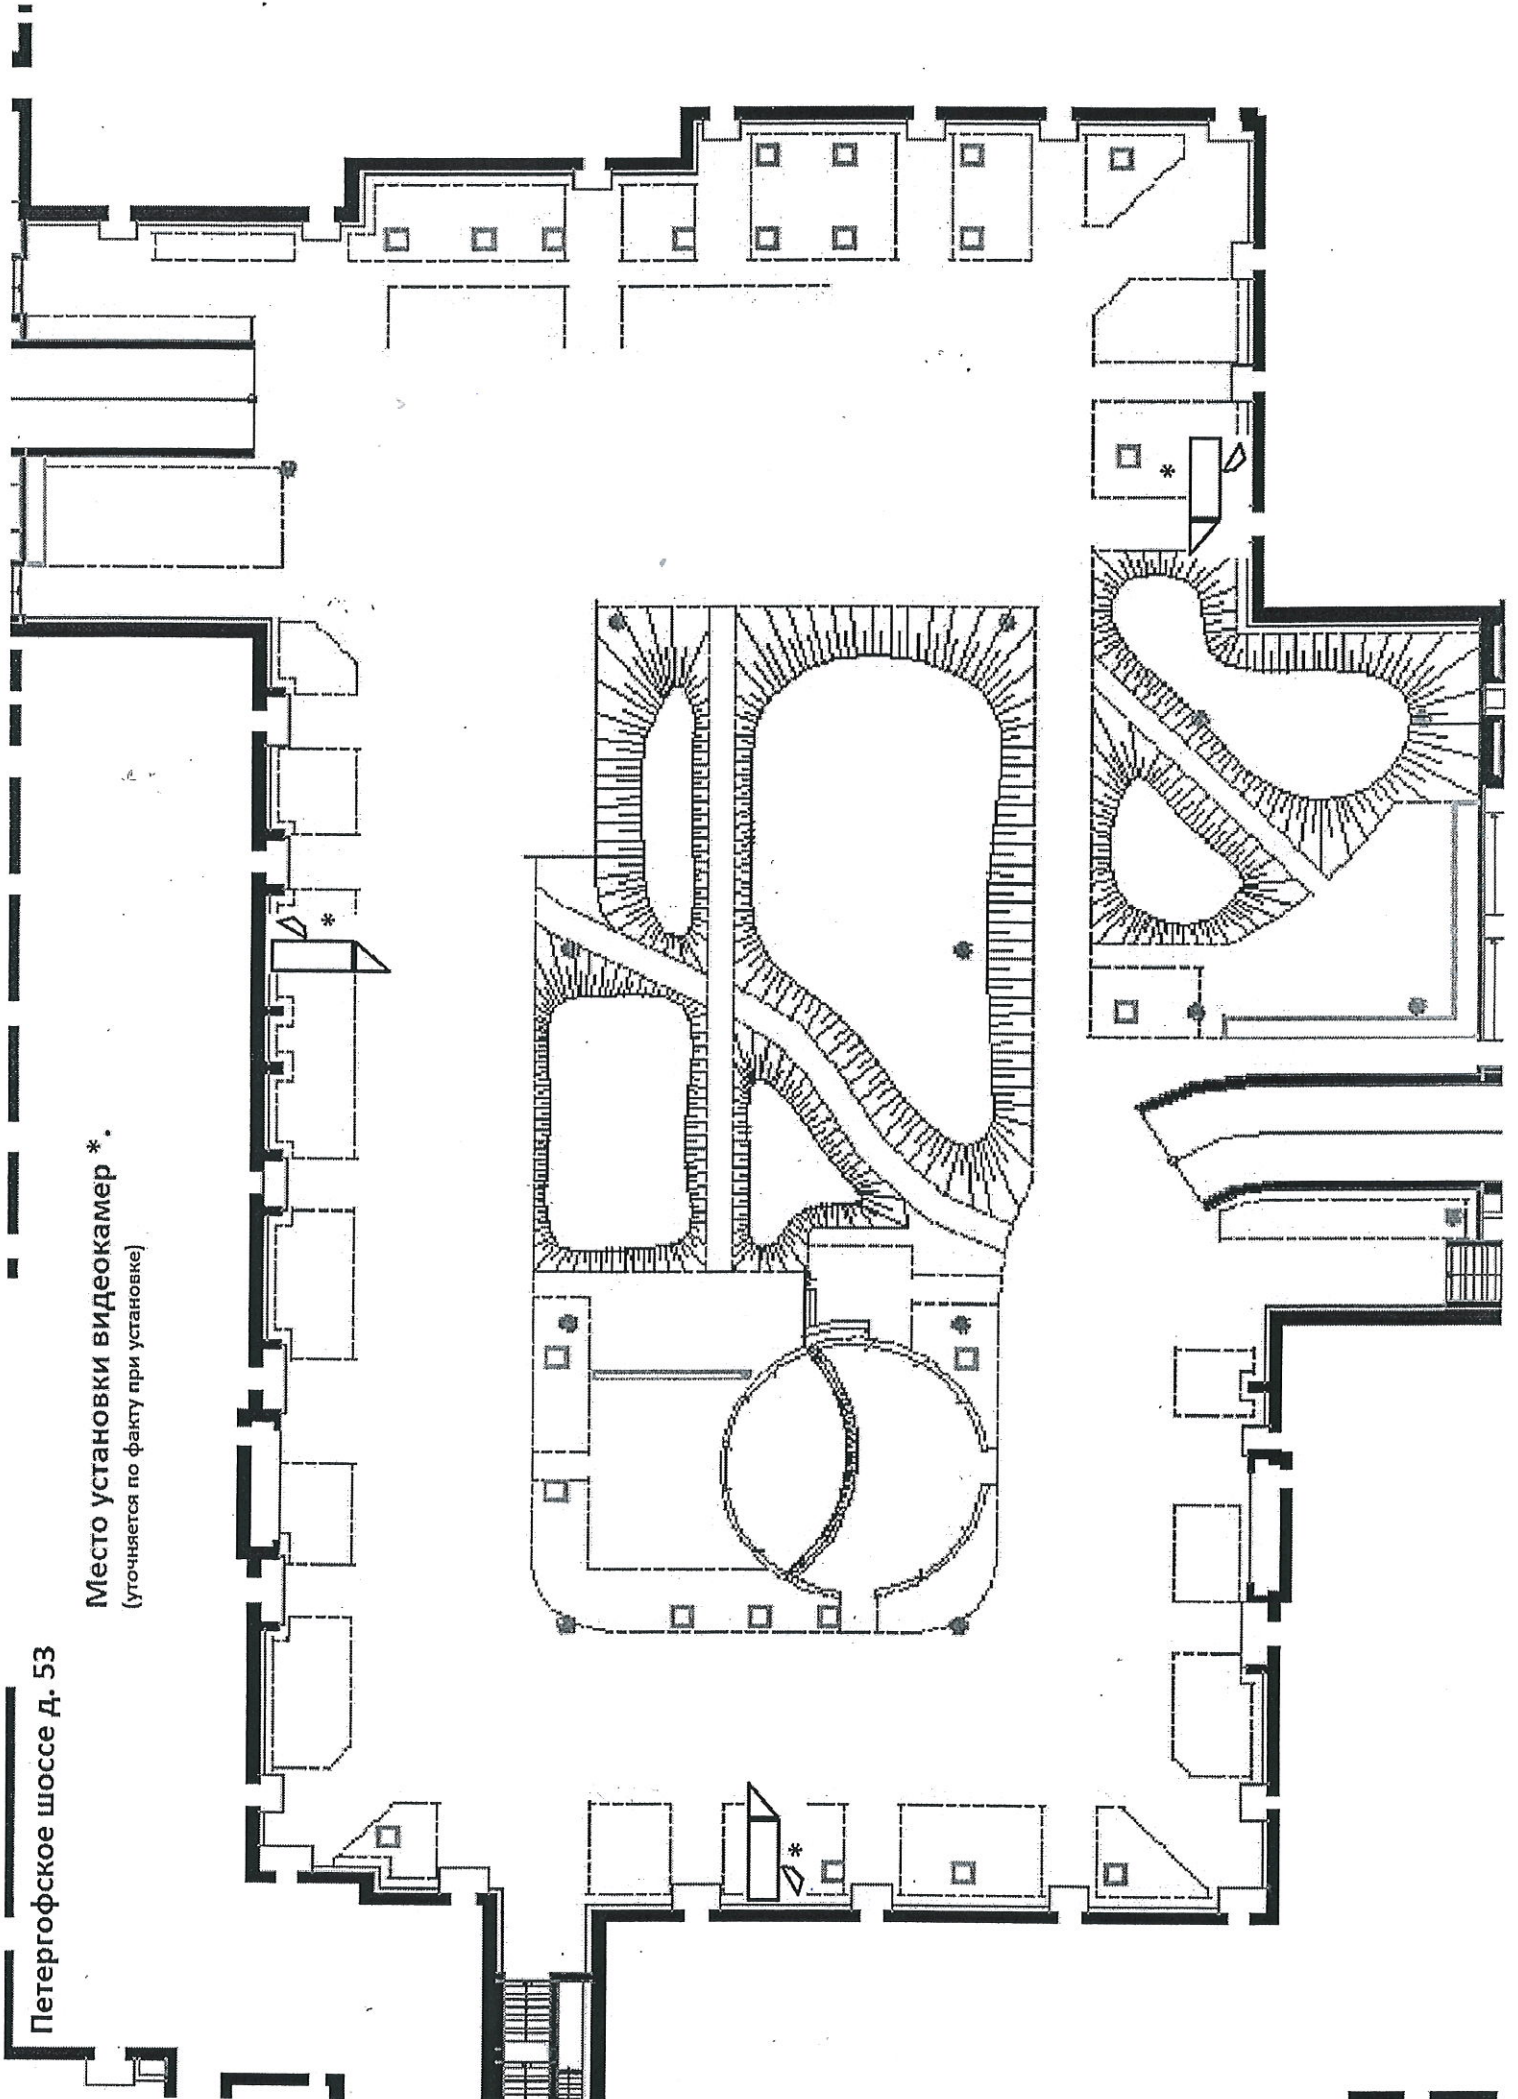 Петергофское шоссе д. 53
Место установки видеокамер*.
(уточняется по факту при установке)
*
*
*